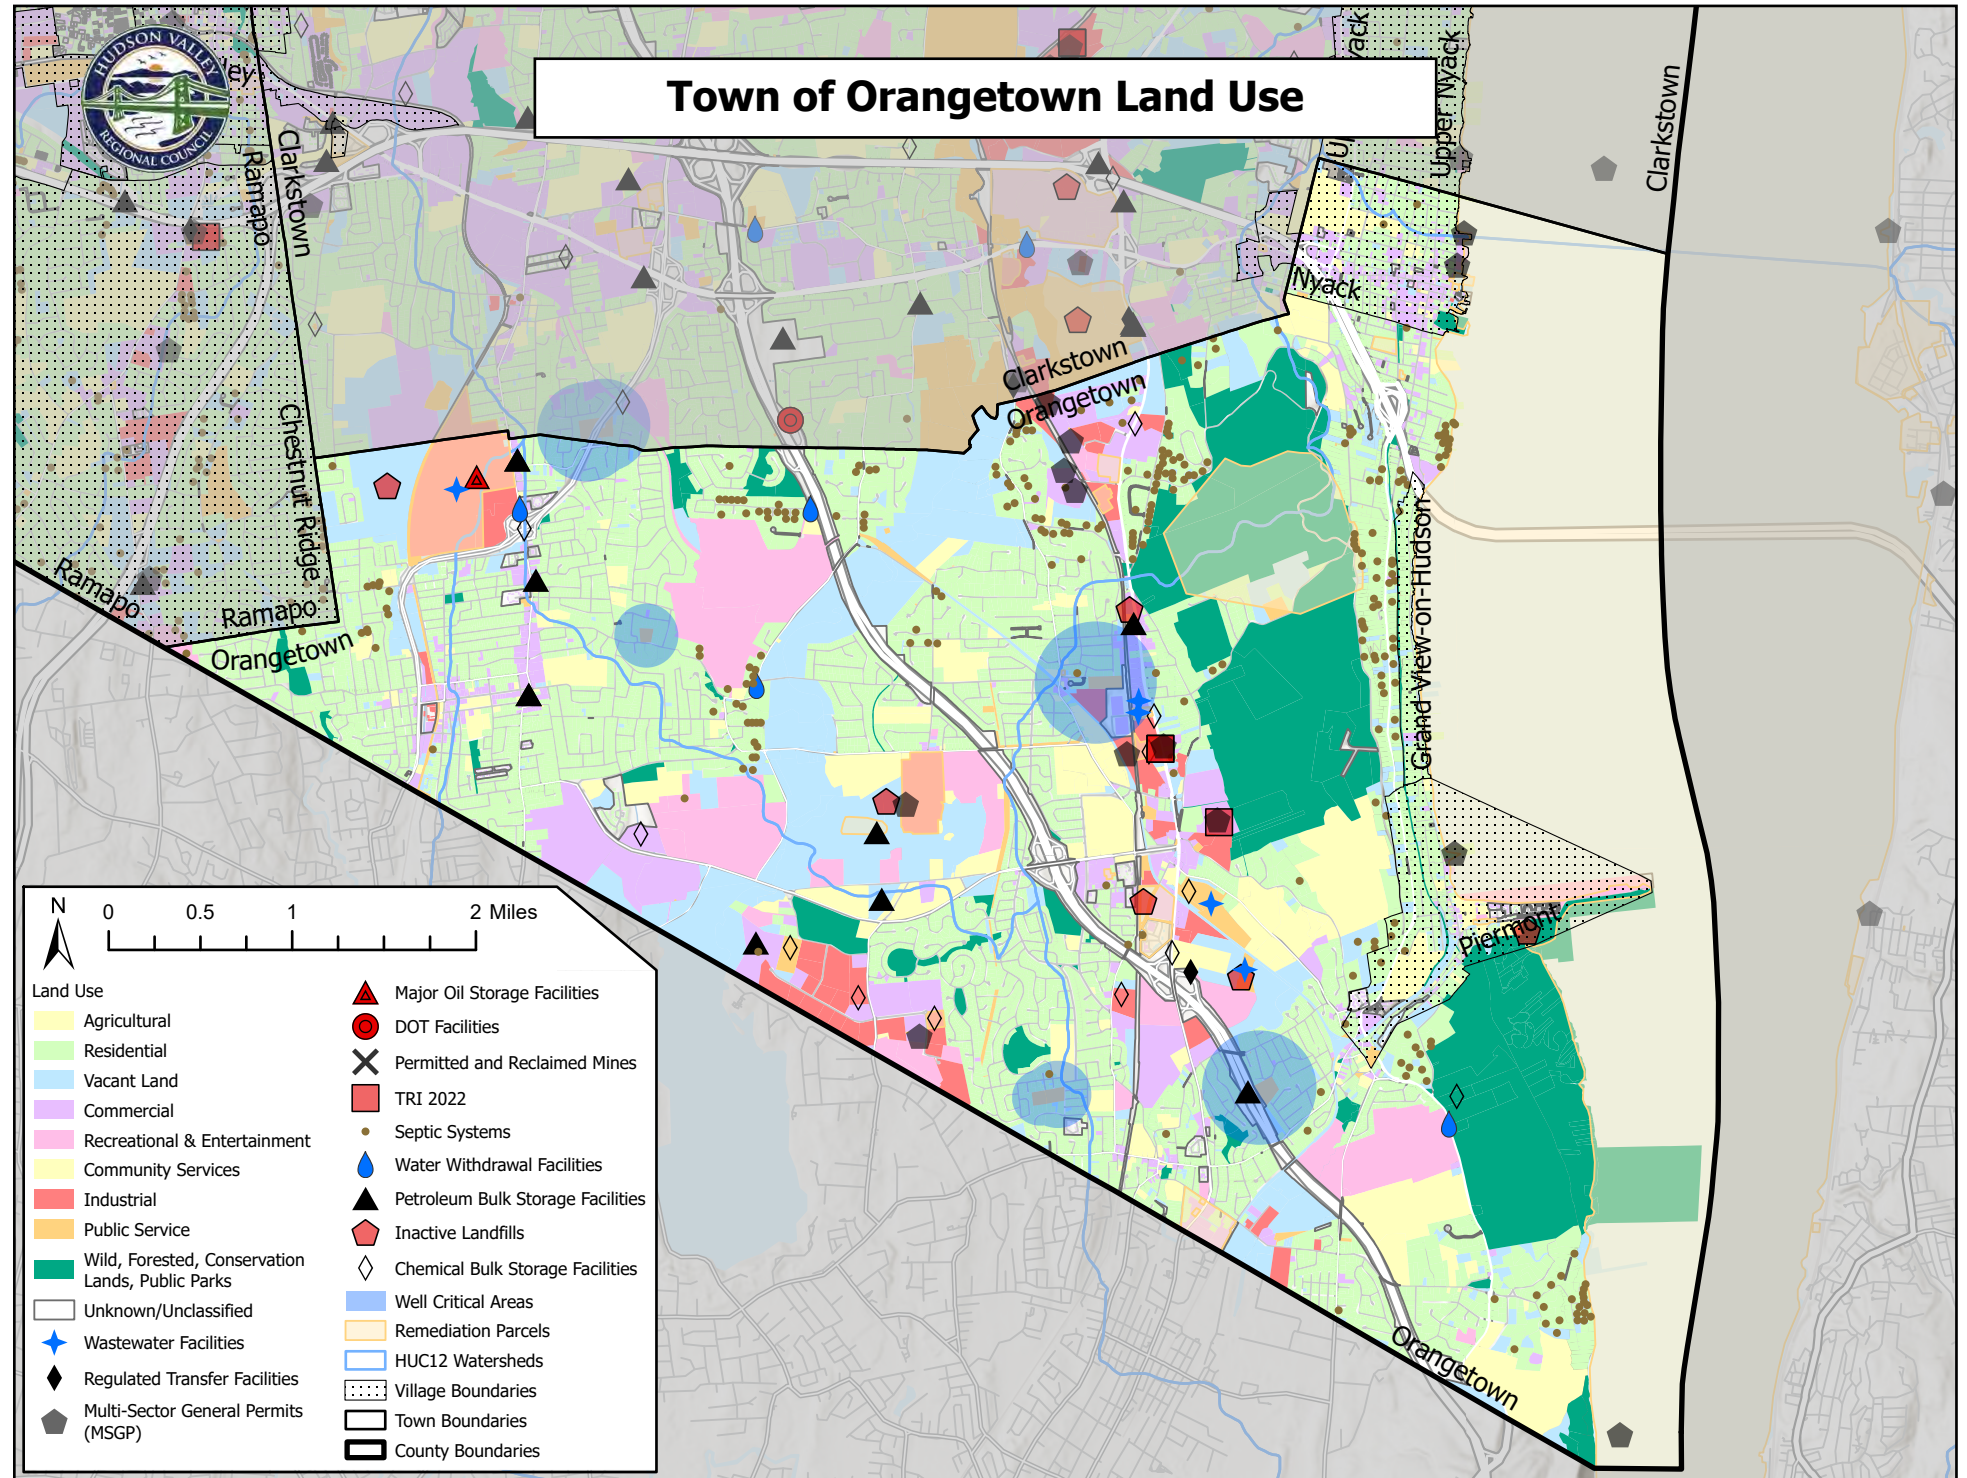 Town of Orangetown Land Use
HUDSON VALLEY
REGIONAL COUNCIL
ley
Ramapo
Clarkstown
Upper Nyack
Clarkstown
Nyack
Clarkstown
Orangetown
Chestnut Ridge
Ramapo
Ramapo
Orangetown
Grand View-on-Hudson
Piermont
Orangetown
N
0 0.5 1 2 Miles
Land Use
Agricultural
Residential
Vacant Land
Commercial
Recreational & Entertainment
Community Services
Industrial
Public Service
Wild, Forested, Conservation
Lands, Public Parks
Unknown/Unclassified
Wastewater Facilities
Regulated Transfer Facilities
Multi-Sector General Permits
(MSGP)
Major Oil Storage Facilities
DOT Facilities
Permitted and Reclaimed Mines
TRI 2022
Septic Systems
Water Withdrawal Facilities
Petroleum Bulk Storage Facilities
Inactive Landfills
Chemical Bulk Storage Facilities
Well Critical Areas
Remediation Parcels
HUC12 Watersheds
Village Boundaries
Town Boundaries
County Boundaries